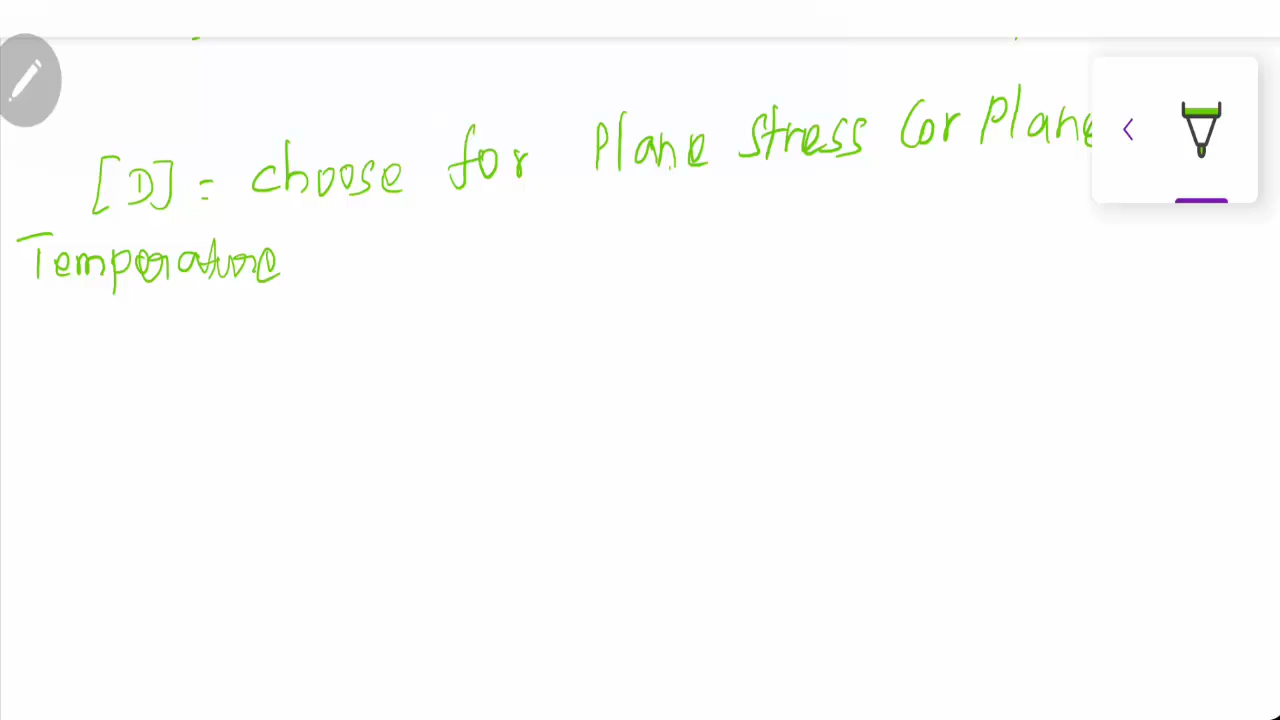 [D] = choose for Plane stress (or Plane
Temperature